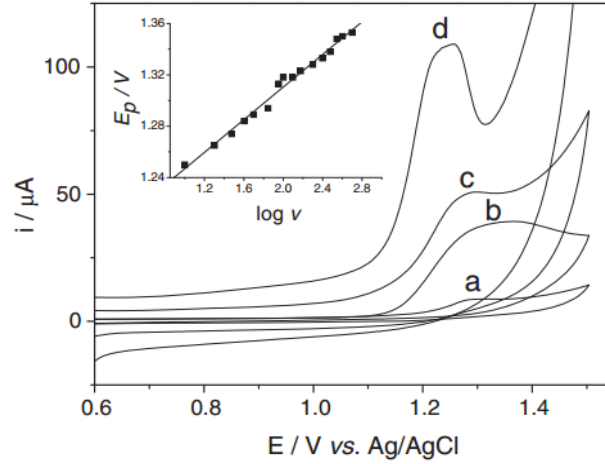 1.36
1.32
1.28
1.24
E_p / V
1.2 1.6 2.0 2.4 2.8
log v
d
c
b
a
100
50
0
i / μA
0.6 0.8 1.0 1.2 1.4
E / V vs. Ag/AgCl